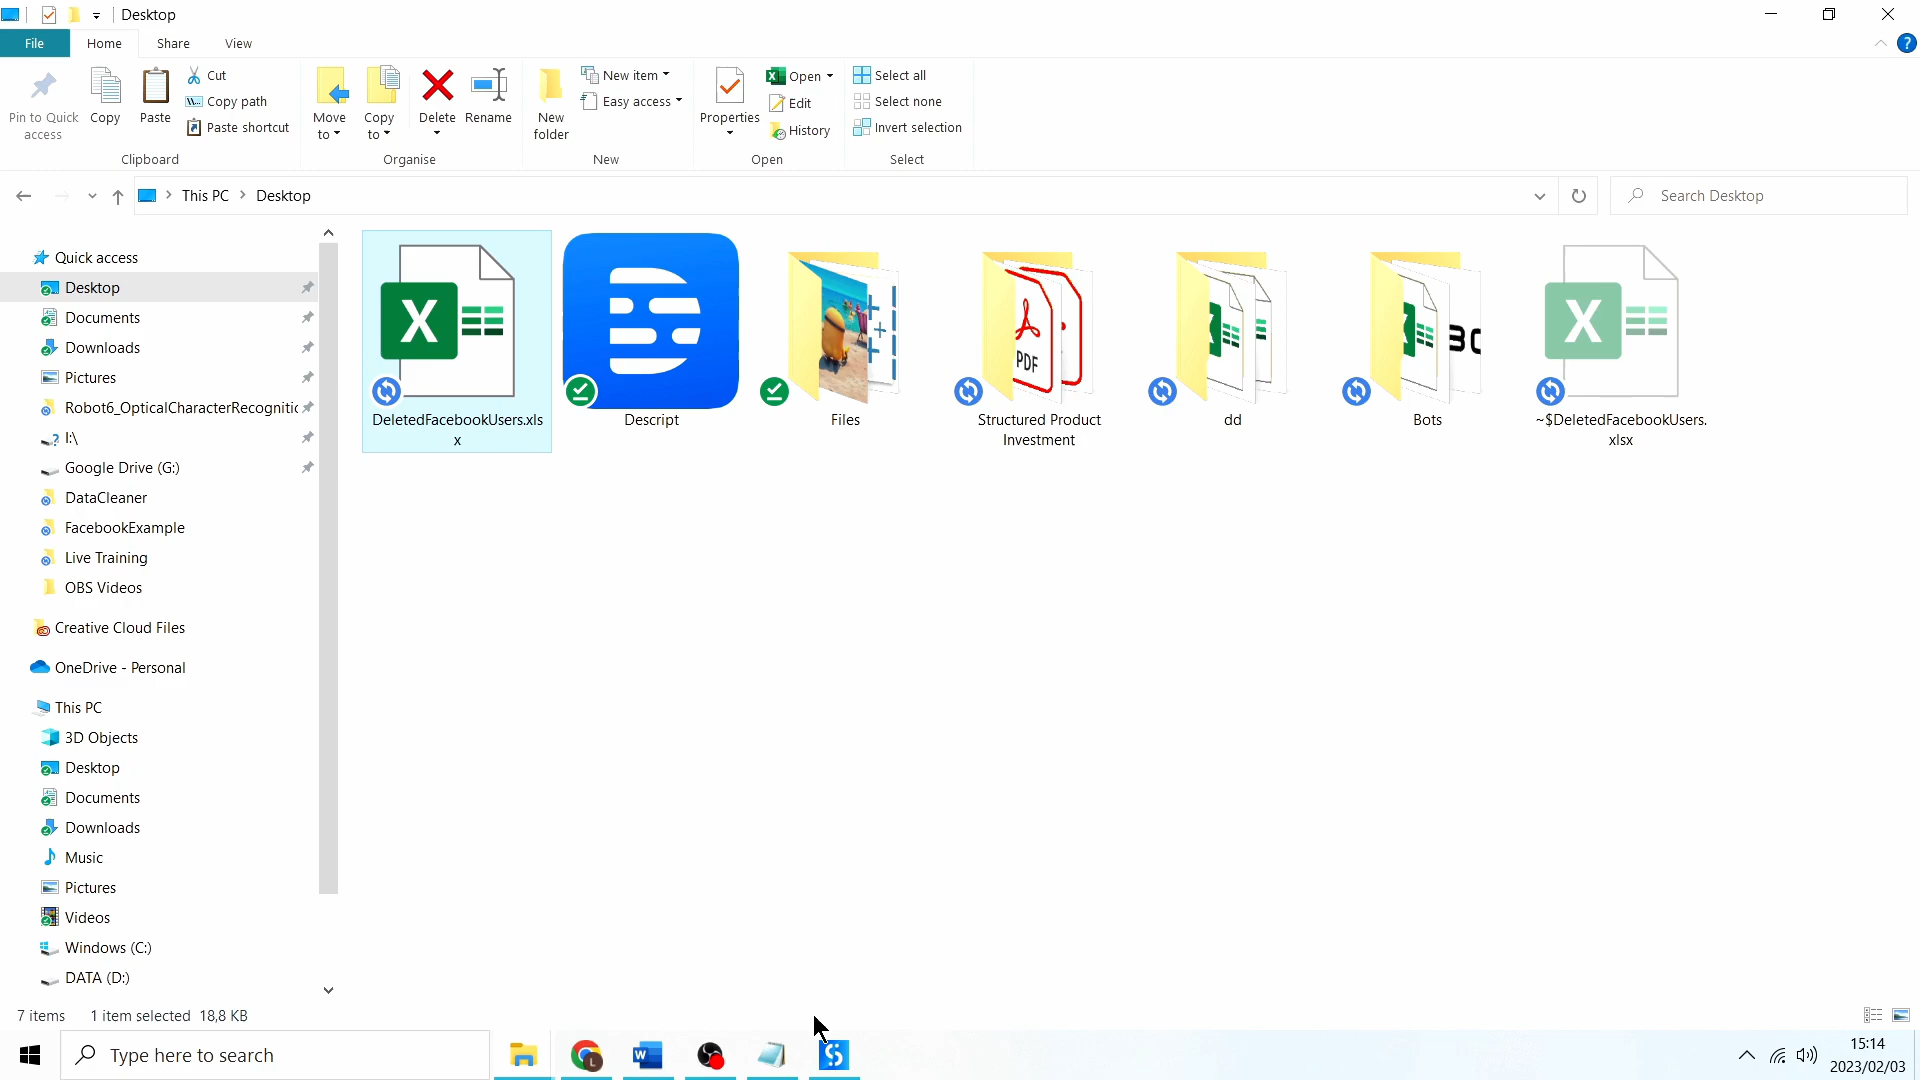 Desktop
File
Home
Share
View
?
Pin to Quick
access
Copy
Paste
Cut
Copy path
Paste shortcut
Clipboard
Move
to
Copy
to
Delete
Rename
Organise
New
folder
New item
Easy access
New
Properties
Open
Edit
History
Open
Select all
Select none
Invert selection
Select
This PC
Desktop
Search Desktop
Quick access
Desktop
Documents
Downloads
Pictures
Robot6_OpticalCharacterRecogniti
I:\
Google Drive (G:)
DataCleaner
FacebookExample
Live Training
OBS Videos
Creative Cloud Files
OneDrive - Personal
This PC
3D Objects
Desktop
Documents
Downloads
Music
Pictures
Videos
Windows (C:)
DATA (D:)
X
DeletedFacebookUsers.xls
x
Descript
Files
PDF
Structured Product
Investment
dd
Bots
X
~$DeletedFacebookUsers.
xlsx
7 items
1 item selected 18,8 KB
Type here to search
L
W
15:14
2023/02/03